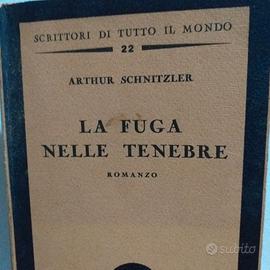 SCRITTORI DI TUTTO IL MONDO
22
ARTHUR SCHNITZLER
LA FUGA
NELLE TENEBRE
ROMANZO
subito